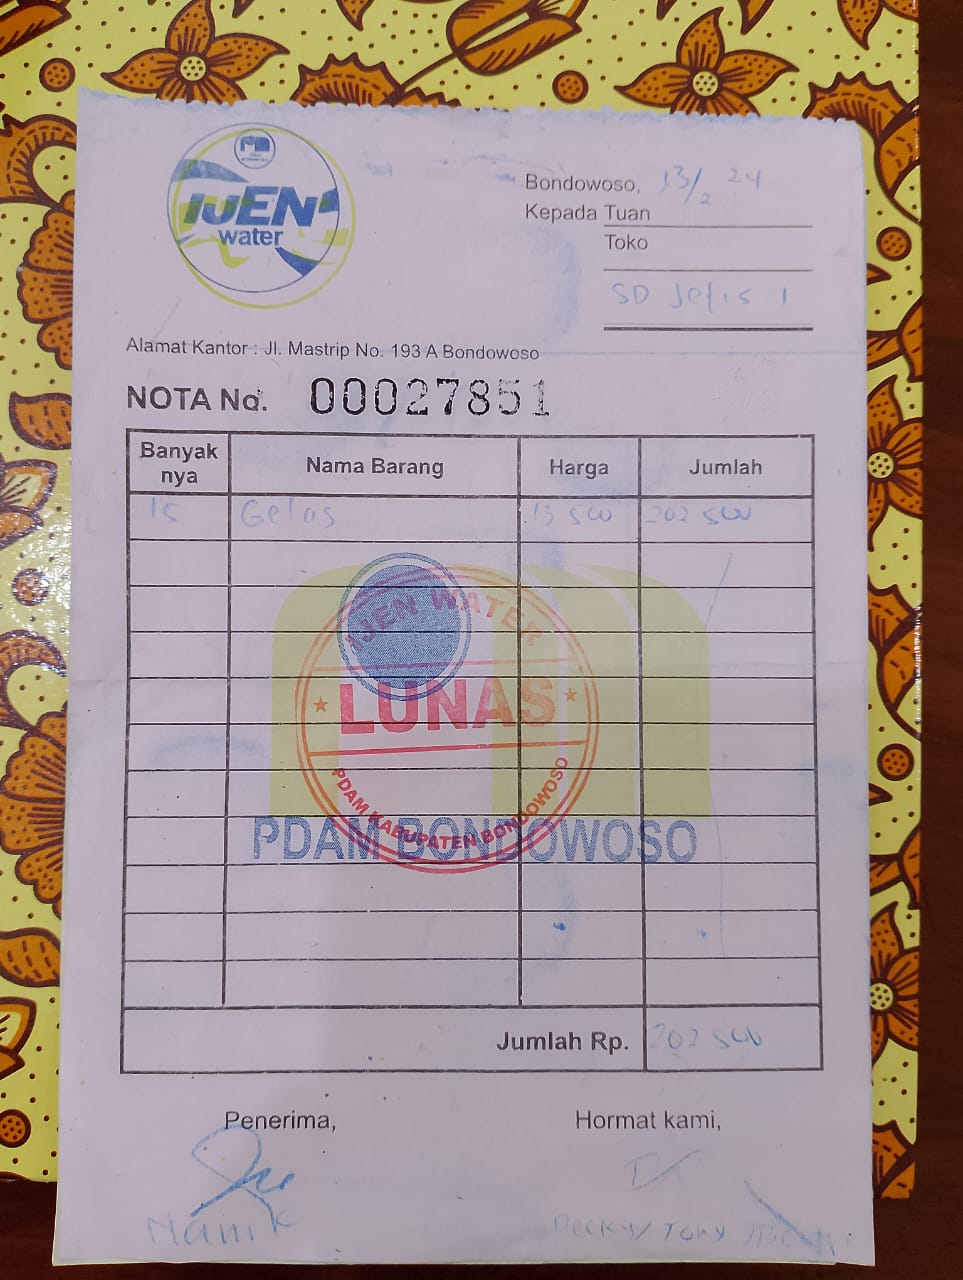 IJEN
water
Bondowoso, 13/2 24
Kepada Tuan
Toko
SD Jetis 1
Alamat Kantor : Jl. Mastrip No. 193 A Bondowoso
NOTA No. 00027851
Banyak nya Nama Barang Harga Jumlah
15 Gelas 13 500 202 500
IJEN WATER
LUNAS
PDAM KABUPATEN BONDOWOSO
PDAM BONDOWOSO
Jumlah Rp. 202 500
Penerima, Hormat kami,
Manik Decky/Tony